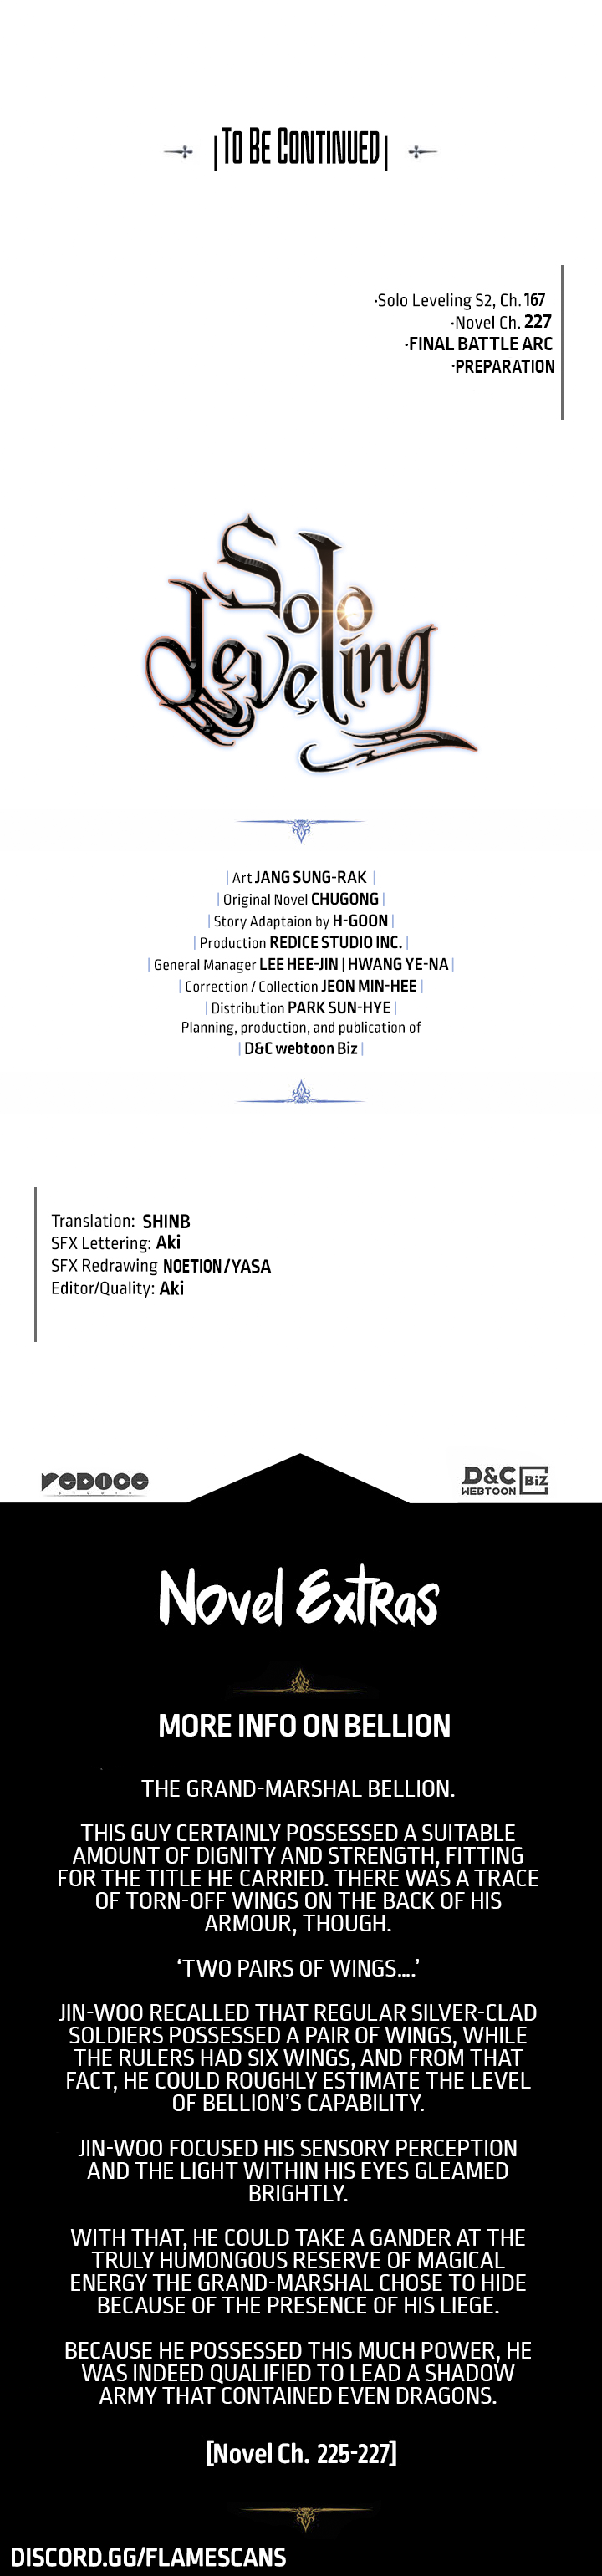 TO BE CONTINUED
·Solo Leveling S2, Ch. 167
·Novel Ch. 227
·FINAL BATTLE ARC
·PREPARATION
Solo
Leveling
| Art JANG SUNG-RAK |
| Original Novel CHUGONG |
| Story Adaptaion by H-GOON |
| Production REDICE STUDIO INC. |
| General Manager LEE HEE-JIN | HWANG YE-NA |
| Correction / Collection JEON MIN-HEE |
| Distribution PARK SUN-HYE |
Planning, production, and publication of
| D&C webtoon Biz |
Translation: SHINB
SFX Lettering: Aki
SFX Redrawing NOETION/YASA
Editor/Quality: Aki
REDICE
STUDIO
D&C
WEBTOON BiZ
Novel Extras
MORE INFO ON BELLION
THE GRAND-MARSHAL BELLION.
THIS GUY CERTAINLY POSSESSED A SUITABLE
AMOUNT OF DIGNITY AND STRENGTH, FITTING
FOR THE TITLE HE CARRIED. THERE WAS A TRACE
OF TORN-OFF WINGS ON THE BACK OF HIS
ARMOUR, THOUGH.
‘TWO PAIRS OF WINGS....’
JIN-WOO RECALLED THAT REGULAR SILVER-CLAD
SOLDIERS POSSESSED A PAIR OF WINGS, WHILE
THE RULERS HAD SIX WINGS, AND FROM THAT
FACT, HE COULD ROUGHLY ESTIMATE THE LEVEL
OF BELLION’S CAPABILITY.
JIN-WOO FOCUSED HIS SENSORY PERCEPTION
AND THE LIGHT WITHIN HIS EYES GLEAMED
BRIGHTLY.
WITH THAT, HE COULD TAKE A GANDER AT THE
TRULY HUMONGOUS RESERVE OF MAGICAL
ENERGY THE GRAND-MARSHAL CHOSE TO HIDE
BECAUSE OF THE PRESENCE OF HIS LIEGE.
BECAUSE HE POSSESSED THIS MUCH POWER, HE
WAS INDEED QUALIFIED TO LEAD A SHADOW
ARMY THAT CONTAINED EVEN DRAGONS.
[Novel Ch. 225-227]
DISCORD.GG/FLAMESCANS